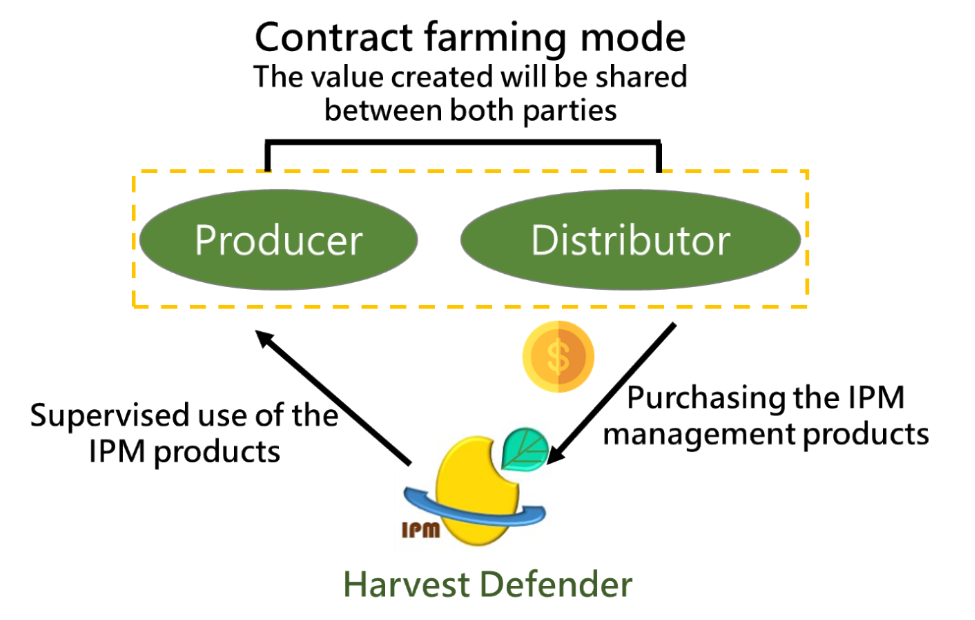 Contract farming mode
The value created will be shared
between both parties
Producer
Distributor
$
Supervised use of the
IPM products
Purchasing the IPM
management products
IPM
Harvest Defender